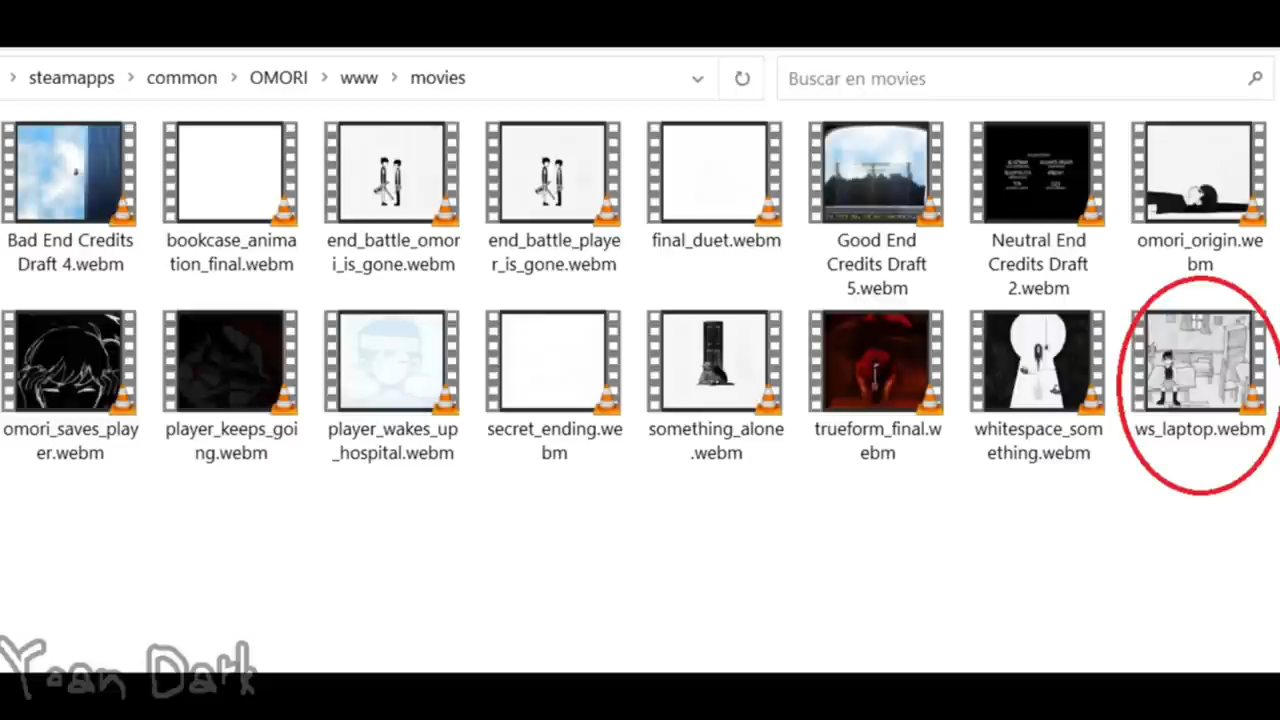 steamapps > common > OMORI > www > movies
Buscar en movies
Bad End Credits
Draft 4.webm
bookcase_anima
tion_final.webm
end_battle_omor
i_is_gone.webm
end_battle_playe
r_is_gone.webm
final_duet.webm
Good End
Credits Draft
5.webm
Neutral End
Credits Draft
2.webm
omori_origin.we
bm
omori_saves_play
er.webm
player_keeps_goi
ng.webm
player_wakes_up
_hospital.webm
secret_ending.we
bm
something_alone
.webm
trueform_final.w
ebm
whitespace_som
ething.webm
ws_laptop.webm
Yoan Dark